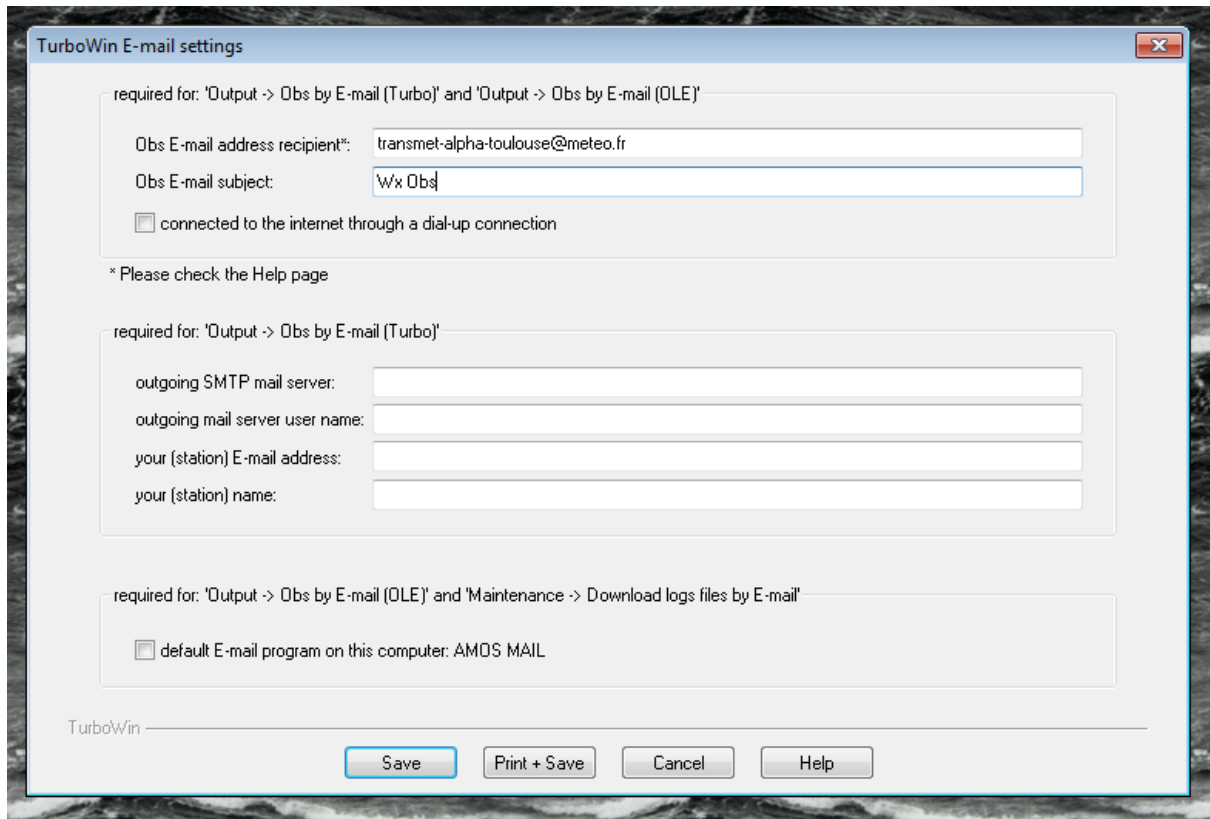 TurboWin E-mail settings
required for: 'Output -> Obs by E-mail (Turbo)' and 'Output -> Obs by E-mail (OLE)'
Obs E-mail address recipient*: transmet-alpha-toulouse@meteo.fr
Obs E-mail subject: Wx Obs
connected to the internet through a dial-up connection
* Please check the Help page
required for: 'Output -> Obs by E-mail (Turbo)'
outgoing SMTP mail server:
outgoing mail server user name:
your (station) E-mail address:
your (station) name:
required for: 'Output -> Obs by E-mail (OLE)' and 'Maintenance -> Download logs files by E-mail'
default E-mail program on this computer: AMOS MAIL
TurboWin
Save Print + Save Cancel Help